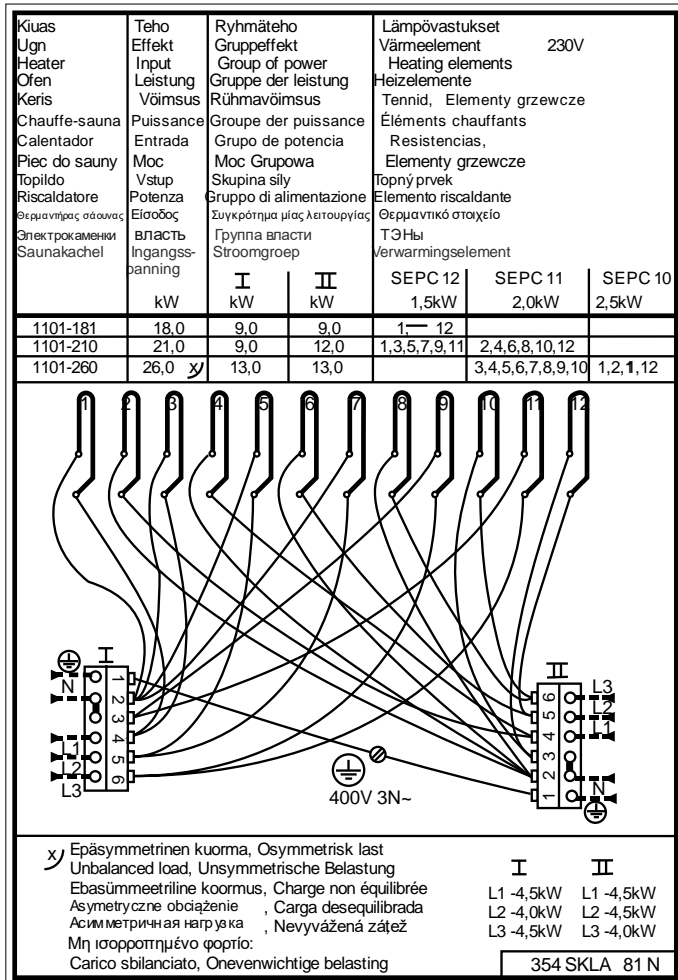 Kiuas Teho Ryhmäteho Lämpövastukset
Ugn Effekt Gruppeffekt Värmeelement 230V
Heater Input Group of power Heating elements
Ofen Leistung Gruppe der leistung Heizelemente
Keris Vöimsus Rühmavöimsus Tennid, Elementy grzewcze
Chauffe-sauna Puissance Groupe der puissance Éléments chauffants
Calentador Entrada Grupo de potencia Resistencias,
Piec do sauny Moc Moc Grupowa Elementy grzewcze
Topildo Vstup Skupina síly Topný prvek
Riscaldatore Potenza Gruppo di alimentazione Elemento riscaldante
Θερμαντήρας σάουνας Είσοδος Συγκρότημα μίας λειτουργίας Θερμαντικό στοιχείο
Электрокаменки власть Группа власти ТЭНы
Saunakachel Ingangss- Stroomgroep Verwarmingselement
panning I II SEPC 12 SEPC 11 SEPC 10
kW kW kW 1,5kW 2,0kW 2,5kW
1101-181 18,0 9,0 9,0 1,— 12
1101-210 21,0 9,0 12,0 1,3,5,7,9,11 2,4,6,8,10,12
1101-260 26,0 x) 13,0 13,0 3,4,5,6,7,8,9,10 1,2,11,12
1 2 3 4 5 6 7 8 9 10 11 12
I
II
N
1
2
3
4
5
6
L1
L2
L3
6
5
4
3
2
1
L3
L2
L1
N
400V 3N~
x) Epäsymmetrinen kuorma, Osymmetrisk last
Unbalanced load, Unsymmetrische Belastung
Ebasümmeetriline koormus, Charge non équilibrée
Asymetryczne obciążenie , Carga desequilibrada
Асимметричная нагрузка , Nevyvážená zátež
Μη ισορροπημένο φορτίο:
Carico sbilanciato, Onevenwichtige belasting
I II
L1 -4,5kW L1 -4,5kW
L2 -4,0kW L2 -4,5kW
L3 -4,5kW L3 -4,0kW
354 SKLA 81 N